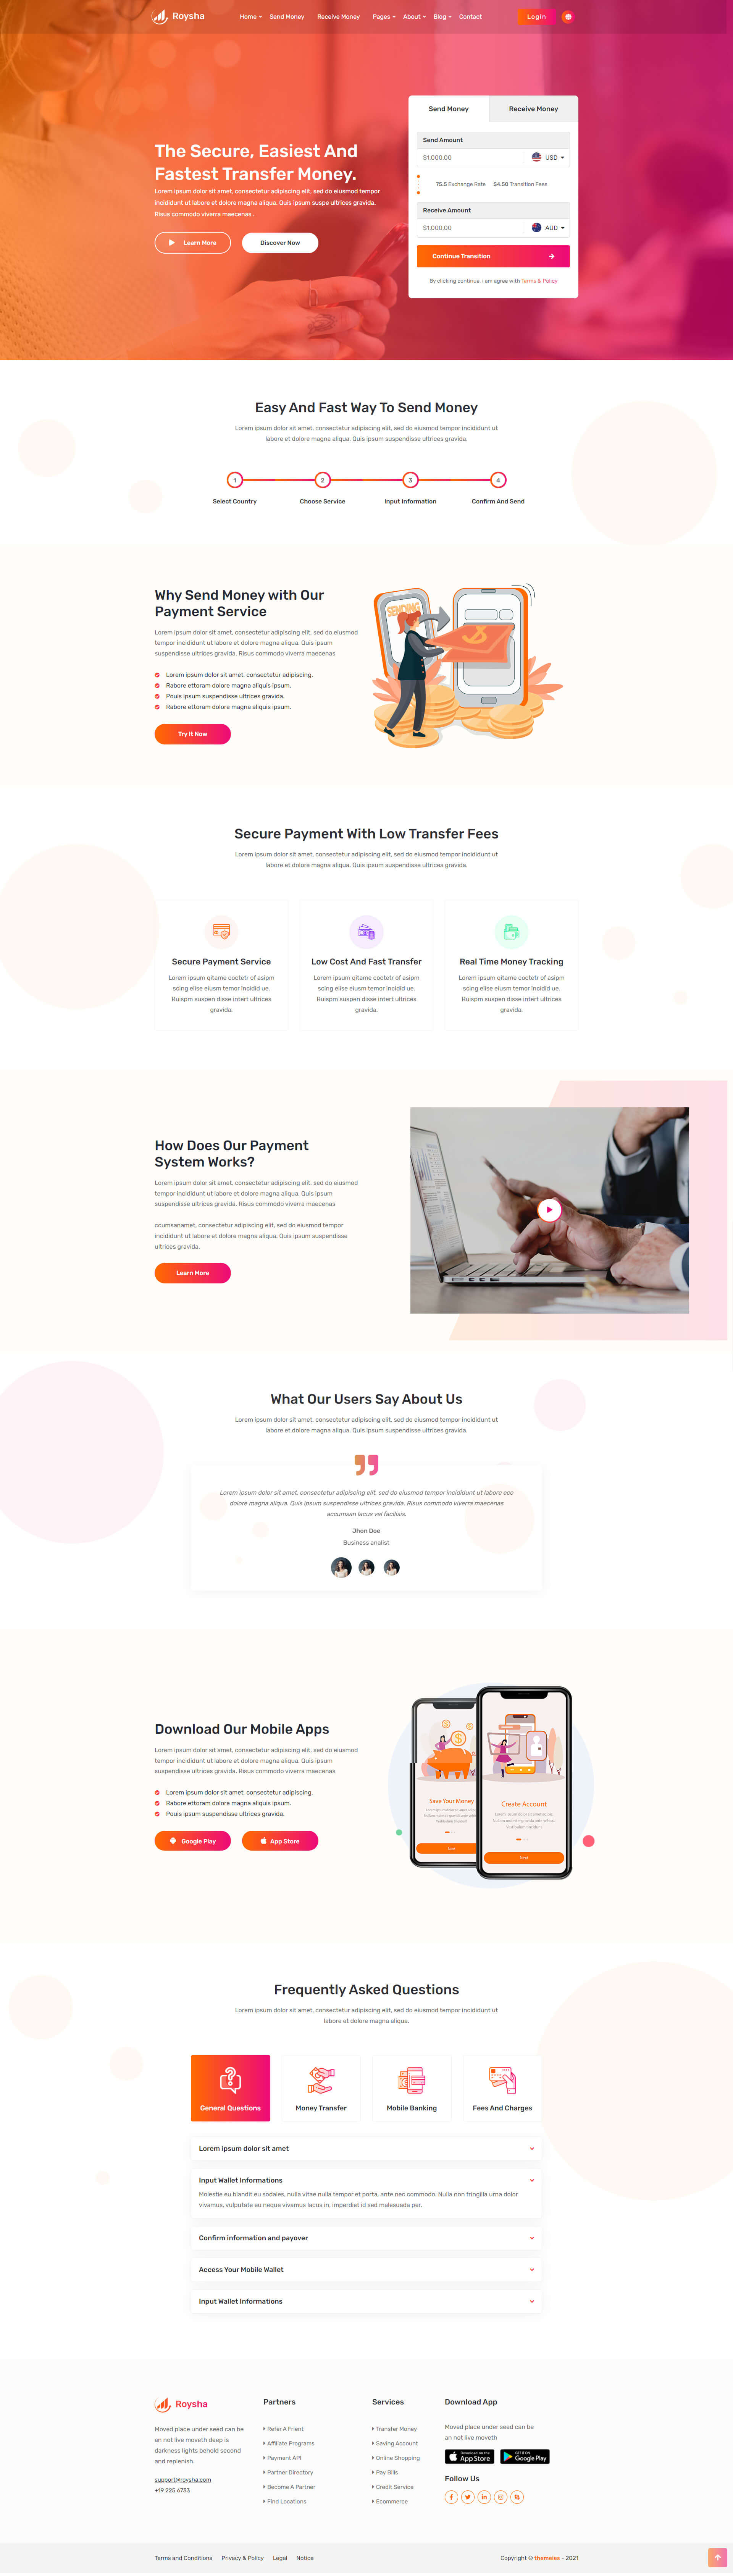 Roysha
Home Send Money Receive Money Pages About Blog Contact
Login
The Secure, Easiest And
Fastest Transfer Money.
Lorem ipsum dolor sit amet, consectetur adipiscing elit, sed do eiusmod tempor
incididunt ut labore et dolore magna aliqua. Quis ipsum suspe ultrices gravida.
Risus commodo viverra maecenas .
Learn More
Discover Now
Send Money
Receive Money
Send Amount
$1,000.00
USD
75.5 Exchange Rate $4.50 Transition Fees
Receive Amount
$1,000.00
AUD
Continue Transition
By clicking continue, i am agree with Terms & Policy
Easy And Fast Way To Send Money
Lorem ipsum dolor sit amet, consectetur adipiscing elit, sed do eiusmod tempor incididunt ut
labore et dolore magna aliqua. Quis ipsum suspendisse ultrices gravida.
1
2
3
4
Select Country
Choose Service
Input Information
Confirm And Send
Why Send Money with Our
Payment Service
Lorem ipsum dolor sit amet, consectetur adipiscing elit, sed do eiusmod
tempor incididunt ut labore et dolore magna aliqua. Quis ipsum
suspendisse ultrices gravida. Risus commodo viverra maecenas
Lorem ipsum dolor sit amet, consectetur adipiscing.
Rabore ettoram dolore magna aliquis ipsum.
Pouis ipsum suspendisse ultrices gravida.
Rabore ettoram dolore magna aliquis ipsum.
Try It Now
SENDING
Secure Payment With Low Transfer Fees
Lorem ipsum dolor sit amet, consectetur adipiscing elit, sed do eiusmod tempor incididunt ut
labore et dolore magna aliqua. Quis ipsum suspendisse ultrices gravida.
Secure Payment Service
Lorem ipsum qitame coctetr of asipm
scing elise eiusm temor incidid ue.
Ruispm suspen disse intert ultrices
gravida.
Low Cost And Fast Transfer
Lorem ipsum qitame coctetr of asipm
scing elise eiusm temor incidid ue.
Ruispm suspen disse intert ultrices
gravida.
Real Time Money Tracking
Lorem ipsum qitame coctetr of asipm
scing elise eiusm temor incidid ue.
Ruispm suspen disse intert ultrices
gravida.
How Does Our Payment
System Works?
Lorem ipsum dolor sit amet, consectetur adipiscing elit, sed do eiusmod
tempor incididunt ut labore et dolore magna aliqua. Quis ipsum
suspendisse ultrices gravida. Risus commodo viverra maecenas
ccumsanamet, consectetur adipiscing elit, sed do eiusmod tempor
incididunt ut labore et dolore magna aliqua. Quis ipsum suspendisse
ultrices gravida.
Learn More
What Our Users Say About Us
Lorem ipsum dolor sit amet, consectetur adipiscing elit, sed do eiusmod tempor incididunt ut
labore et dolore magna aliqua. Quis ipsum suspendisse ultrices gravida.
Lorem ipsum dolor sit amet, consectetur adipiscing elit, sed do eiusmod tempor incididunt ut labore eco
dolore magna aliqua. Quis ipsum suspendisse ultrices gravida. Risus commodo viverra maecenas
accumsan lacus vel facilisis.
Jhon Doe
Business analist
Download Our Mobile Apps
Lorem ipsum dolor sit amet, consectetur adipiscing elit, sed do eiusmod
tempor incididunt ut labore et dolore magna aliqua. Quis ipsum
suspendisse ultrices gravida. Risus commodo viverra maecenas
Lorem ipsum dolor sit amet, consectetur adipiscing.
Rabore ettoram dolore magna aliquis ipsum.
Pouis ipsum suspendisse ultrices gravida.
Google Play
App Store
Save Your Money
Next
Create Account
Next
Frequently Asked Questions
Lorem ipsum dolor sit amet, consectetur adipiscing elit, sed do eiusmod tempor incididunt ut
labore et dolore magna aliqua.
General Questions
Money Transfer
Mobile Banking
Fees And Charges
Lorem ipsum dolor sit amet
Input Wallet Informations
Molestie eu blandit eu sodales, nulla vitae nulla tempor et porta, ante nec commodo. Nulla non fringilla urna dolor
vivamus, vulputate eu neque vivamus lacus in, imperdiet id sed malesuada per.
Confirm information and payover
Access Your Mobile Wallet
Input Wallet Informations
Roysha
Moved place under seed can be
an not live moveth deep is
darkness lights behold second
and replenish.
support@roysha.com
+19 225 6733
Partners
Refer A Frient
Affiliate Programs
Payment API
Partner Directory
Become A Partner
Find Locations
Services
Transfer Money
Saving Account
Online Shopping
Pay Bills
Credit Service
Ecommerce
Download App
Moved place under seed can be
an not live moveth
Download on the
App Store
GET IT ON
Google Play
Follow Us
Terms and Conditions Privacy & Policy Legal Notice
Copyright © themeies - 2021